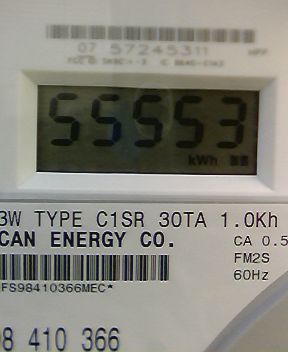 07 57245311
55553
kWh
3W TYPE C1SR 30TA 1.0Kh
CAN ENERGY CO.
CA 0.5
FM2S
60Hz
FS98410366MEC*
98 410 366